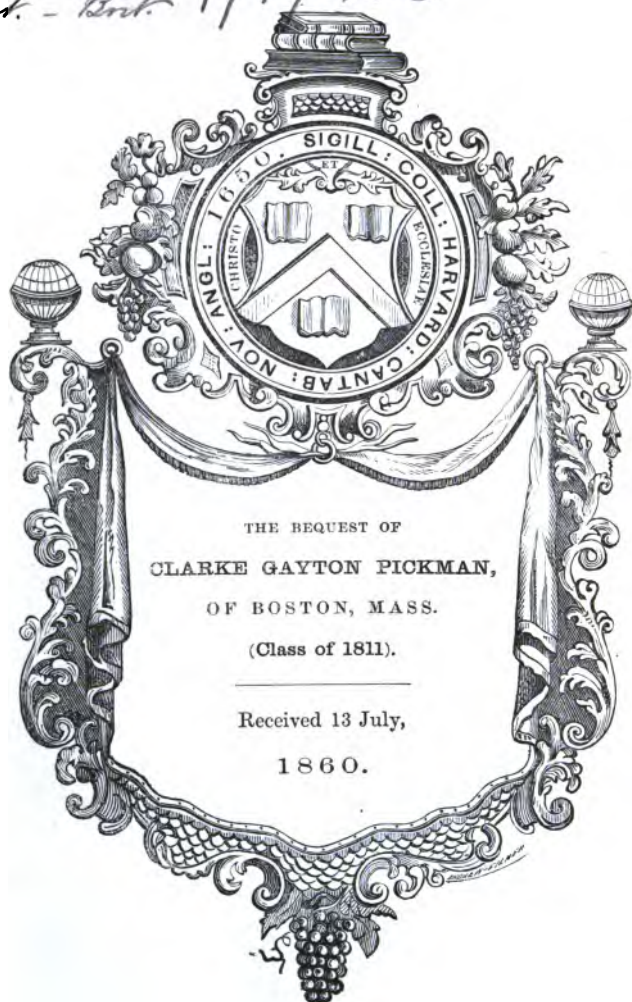 SIGILL: COLL: HARVARD: CANTAB: NOV: ANGL: 1650.
CHRISTO
ET
ECCLESIAE
THE BEQUEST OF
CLARKE GAYTON PICKMAN,
OF BOSTON, MASS.
(Class of 1811).
Received 13 July,
1860.